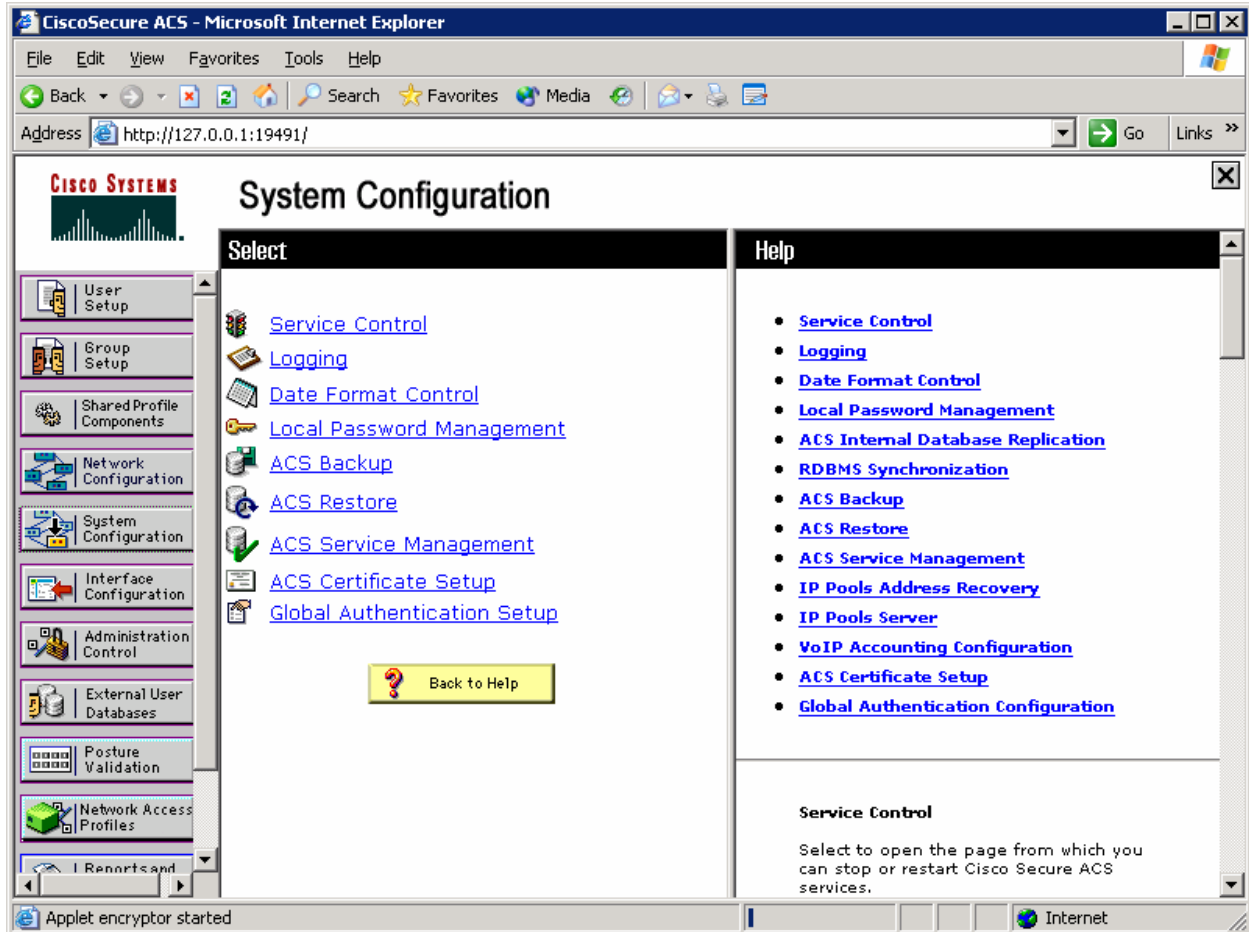 CiscoSecure ACS - Microsoft Internet Explorer
File Edit View Favorites Tools Help
Back Search Favorites Media
Address http://127.0.0.1:19491/ Go Links »
CISCO SYSTEMS
System Configuration
Select
Help
User
Setup
Group
Setup
Shared Profile
Components
Network
Configuration
System
Configuration
Interface
Configuration
Administration
Control
External User
Databases
Posture
Validation
Network Access
Profiles
Reports and
Service Control
Logging
Date Format Control
Local Password Management
ACS Backup
ACS Restore
ACS Service Management
ACS Certificate Setup
Global Authentication Setup
? Back to Help
• Service Control
• Logging
• Date Format Control
• Local Password Management
• ACS Internal Database Replication
• RDBMS Synchronization
• ACS Backup
• ACS Restore
• ACS Service Management
• IP Pools Address Recovery
• IP Pools Server
• VoIP Accounting Configuration
• ACS Certificate Setup
• Global Authentication Configuration
Service Control
Select to open the page from which you
can stop or restart Cisco Secure ACS
services.
Applet encryptor started
Internet